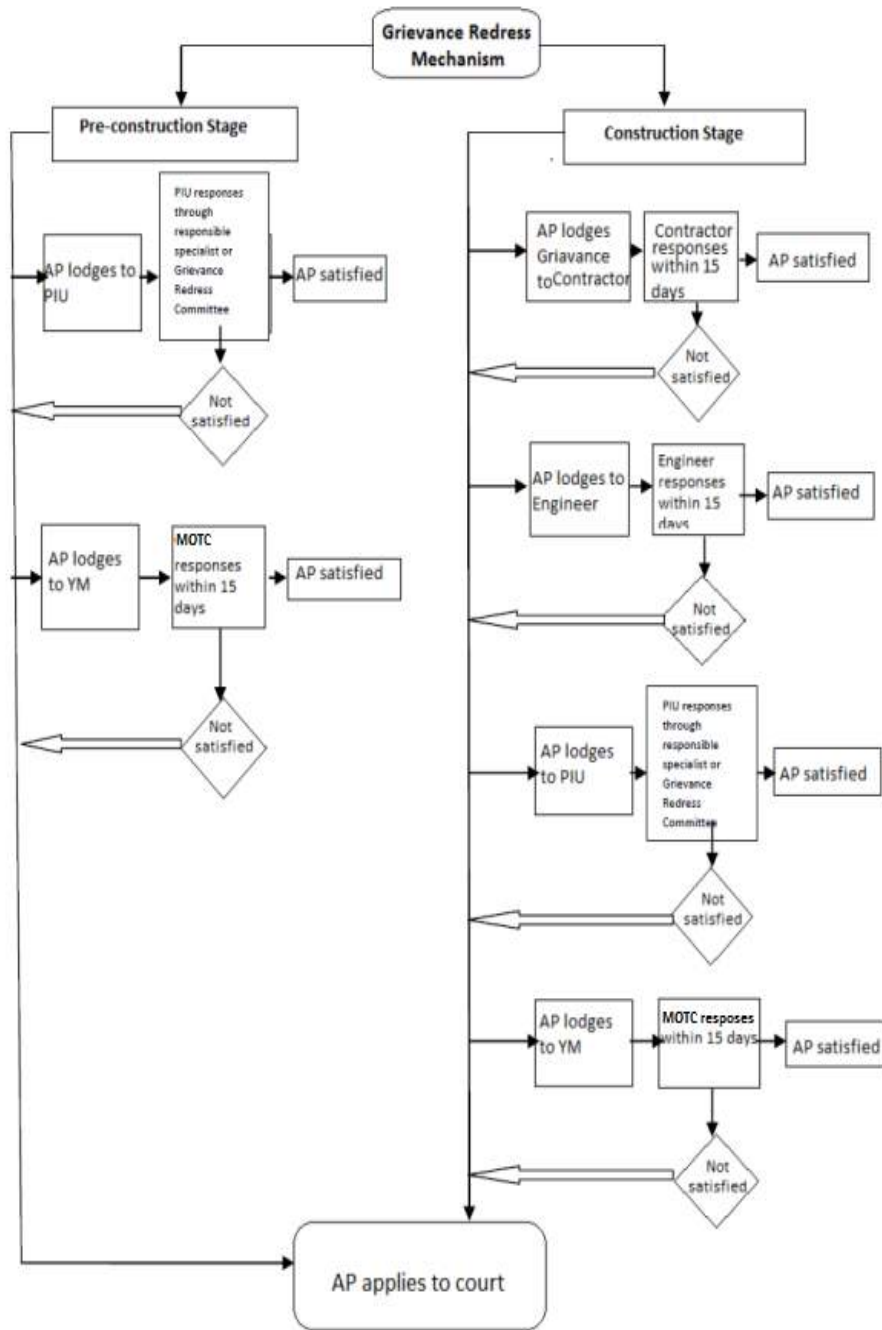 Grievance Redress
Mechanism
Pre-construction Stage
PIU responses
through
responsible
specialist or
Grievance
Redress
Committee
AP lodges to
PIU
AP satisfied
Not
satisfied
AP lodges
to YM
MOTC
responses
within 15
days
AP satisfied
Not
satisfied
Construction Stage
AP lodges
Griavance
toContractor
Contractor
responses
within 15
days
AP satisfied
Not
satisfied
AP lodges to
Engineer
Engineer
responses
within 15
days
AP satisfied
Not
satisfied
AP lodges
to PIU
PIU responses
through
responsible
specialist or
Grievance
Redress
Committee
AP satisfied
Not
satisfied
AP lodges
to YM
MOTC resposes
within 15 days
AP satisfied
Not
satisfied
AP applies to court